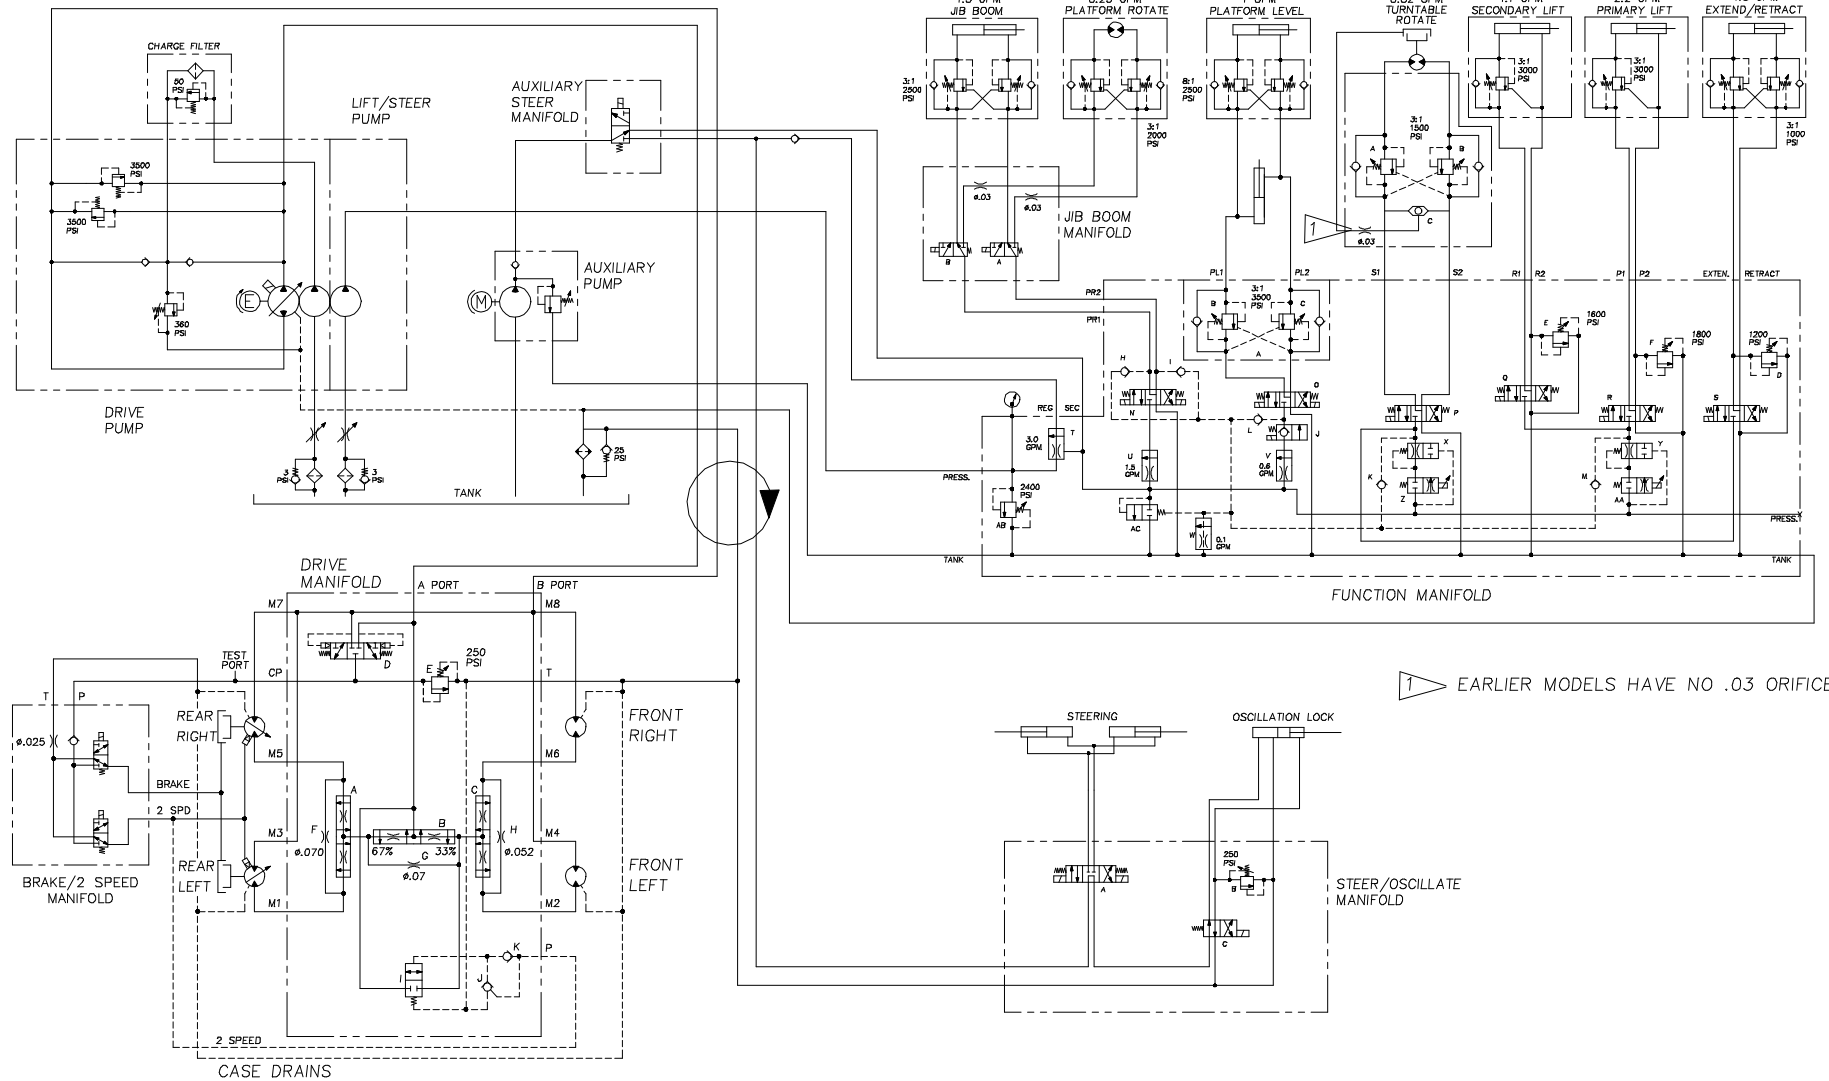 JIB BOOM
PLATFORM ROTATE
PLATFORM LEVEL
TURNTABLE
ROTATE
SECONDARY LIFT
PRIMARY LIFT
EXTEND/RETRACT
CHARGE FILTER
50
PSI
LIFT/STEER
PUMP
AUXILIARY
STEER
MANIFOLD
3:1
2500
PSI
3:1
2000
PSI
8:1
2500
PSI
3:1
1500
PSI
A
B
C
3:1
3000
PSI
3:1
3000
PSI
3:1
1000
PSI
3500
PSI
3500
PSI
360
PSI
E
M
AUXILIARY
PUMP
ø.03
ø.03
JIB BOOM
MANIFOLD
B
A
1
ø.03
PL1
PL2
S1
S2
R1
R2
P1
P2
EXTEN.
RETRACT
PR2
PR1
3:1
3500
PSI
B
C
A
E
1600
PSI
F
1800
PSI
1200
PSI
D
H
I
N
O
Q
P
R
S
DRIVE
PUMP
REG
SEC
3.0
GPM
T
L
J
U
1.5
GPM
V
0.6
GPM
K
X
Z
M
Y
AA
3
PSI
3
PSI
25
PSI
TANK
PRESS.
2400
PSI
AB
AC
W
0.1
GPM
PRESS.
TANK
TANK
FUNCTION MANIFOLD
DRIVE
MANIFOLD
A PORT
B PORT
M7
M8
TEST
PORT
CP
D
E
250
PSI
T
T
P
REAR
RIGHT
FRONT
RIGHT
ø.025
M5
M6
BRAKE
2 SPD
A
C
F
ø.070
B
67%
33%
G
ø.07
H
ø.052
M3
M4
REAR
LEFT
FRONT
LEFT
M1
M2
BRAKE/2 SPEED
MANIFOLD
I
J
K
P
2 SPEED
CASE DRAINS
1
EARLIER MODELS HAVE NO .03 ORIFICE
STEERING
OSCILLATION LOCK
250
PSI
A
B
C
STEER/OSCILLATE
MANIFOLD